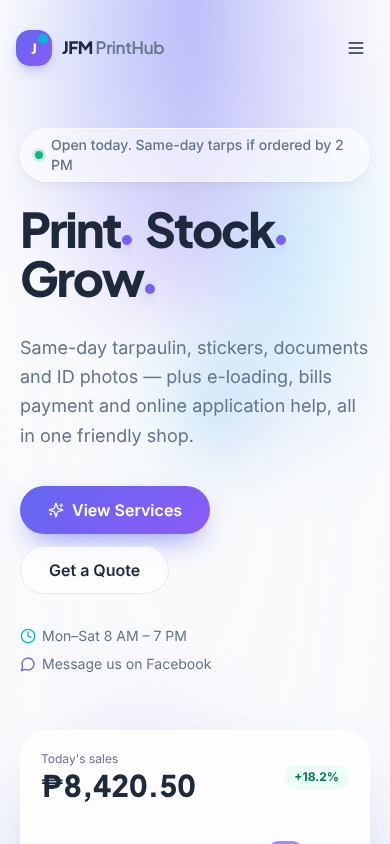 J
JFM PrintHub
Open today. Same-day tarps if ordered by 2
PM
Print. Stock.
Grow.
Same-day tarpaulin, stickers, documents
and ID photos — plus e-loading, bills
payment and online application help, all
in one friendly shop.
View Services
Get a Quote
Mon–Sat 8 AM – 7 PM
Message us on Facebook
Today's sales
₱8,420.50
+18.2%